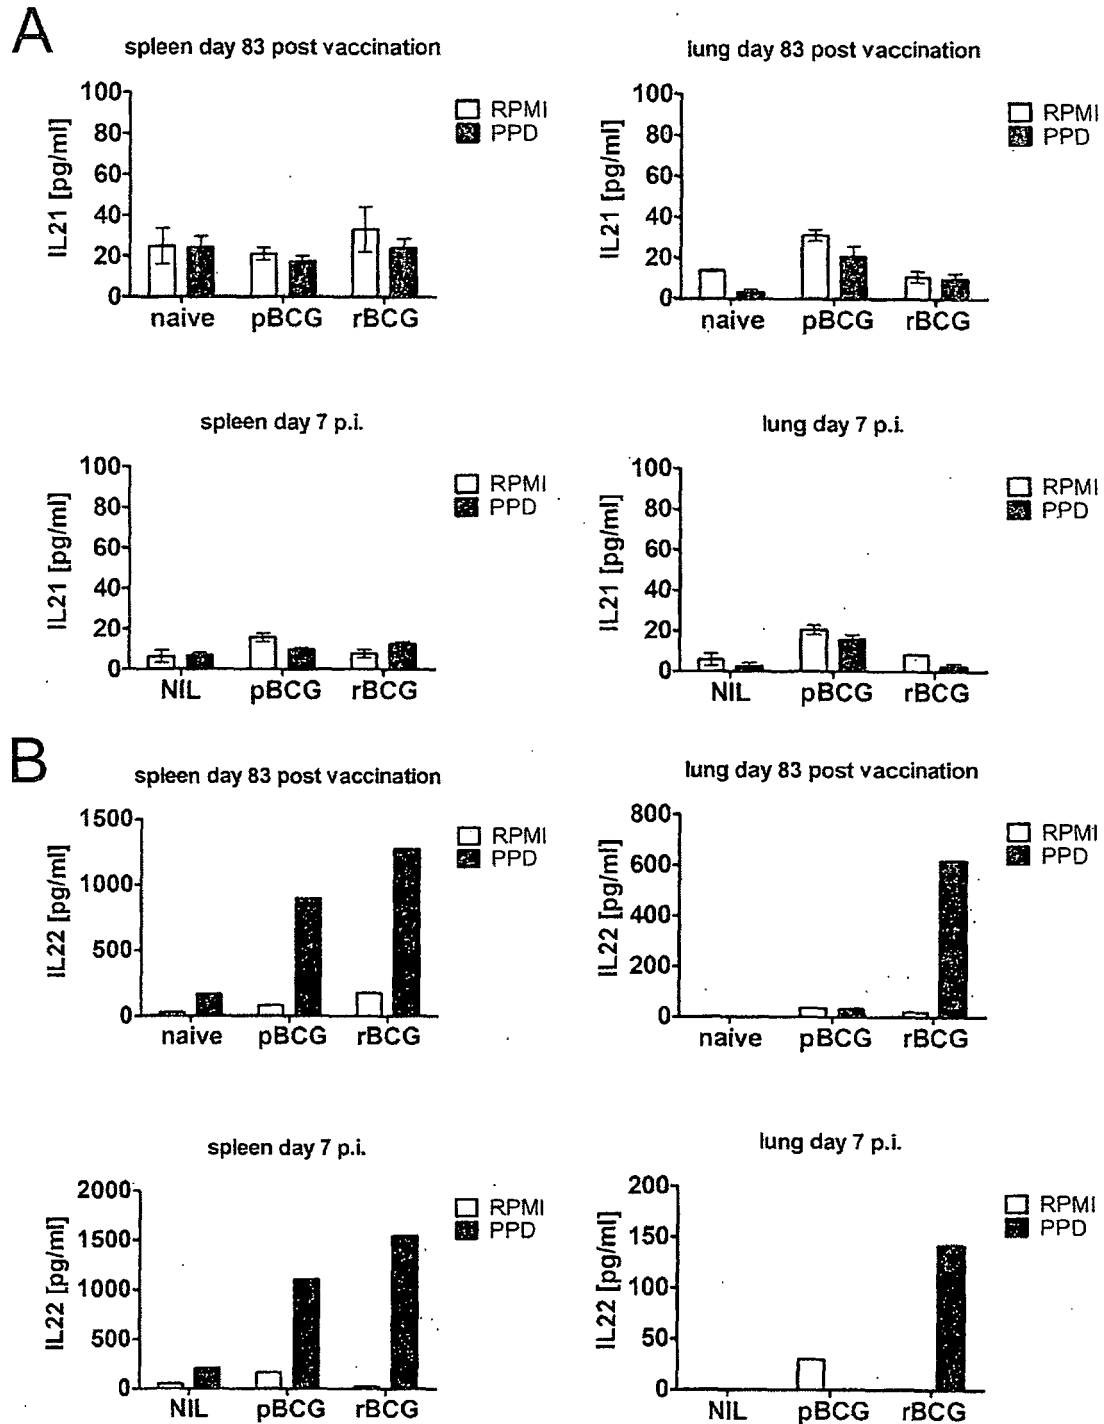 A
spleen day 83 post vaccination
IL21 [pg/ml]
100
80
60
40
20
0
naive pBCG rBCG
RPMI
PPD
lung day 83 post vaccination
IL21 [pg/ml]
100
80
60
40
20
0
naive pBCG rBCG
RPMI
PPD
spleen day 7 p.i.
IL21 [pg/ml]
100
80
60
40
20
0
NIL pBCG rBCG
RPMI
PPD
lung day 7 p.i.
IL21 [pg/ml]
100
80
60
40
20
0
NIL pBCG rBCG
RPMI
PPD
B
spleen day 83 post vaccination
IL22 [pg/ml]
1500
1000
500
0
naive pBCG rBCG
RPMI
PPD
lung day 83 post vaccination
IL22 [pg/ml]
800
600
400
200
0
naive pBCG rBCG
RPMI
PPD
spleen day 7 p.i.
IL22 [pg/ml]
2000
1500
1000
500
0
NIL pBCG rBCG
RPMI
PPD
lung day 7 p.i.
IL22 [pg/ml]
200
150
100
50
0
NIL pBCG rBCG
RPMI
PPD